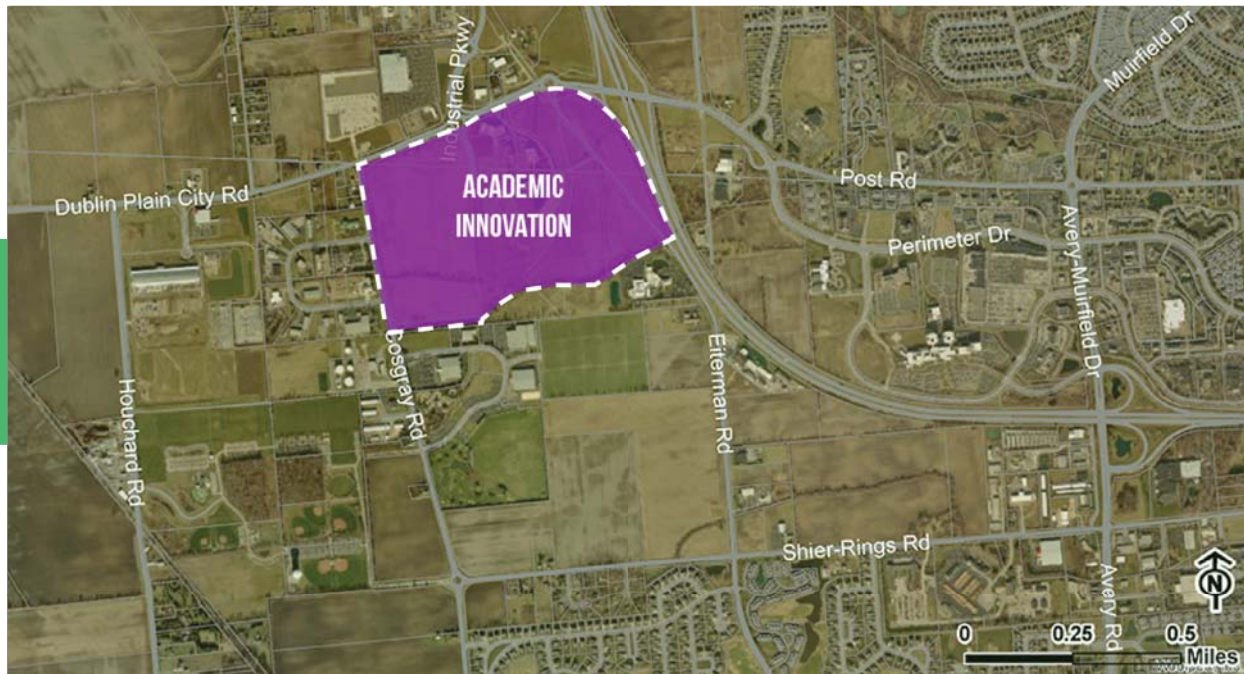 Muirfield Dr
Industrial Pkwy
ACADEMIC
INNOVATION
Post Rd
Dublin Plain City Rd
Perimeter Dr
Avery-Muirfield Dr
Eiterman Rd
Cosgray Rd
Houchard Rd
Shier-Rings Rd
Avery Rd
N
0 0.25 0.5
Miles